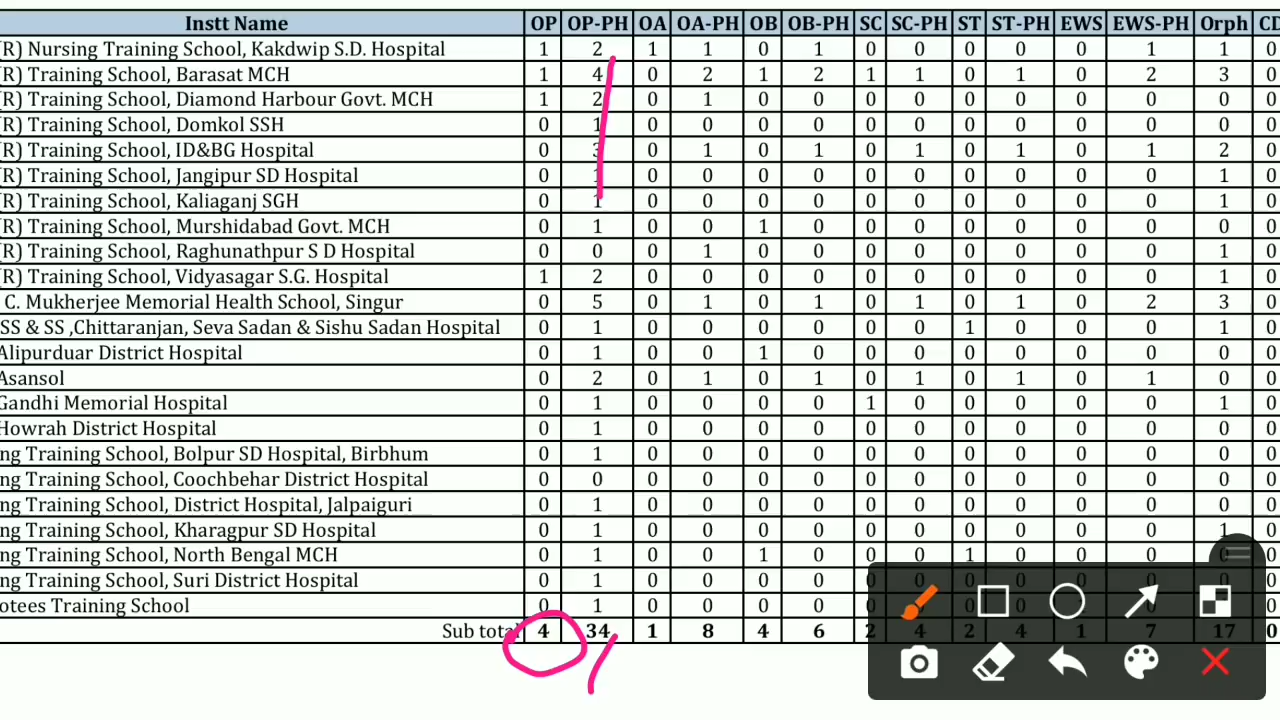 Instt Name OP OP-PH OA OA-PH OB OB-PH SC SC-PH ST ST-PH EWS EWS-PH Orph CD
(R) Nursing Training School, Kakdwip S.D. Hospital 1 2 1 1 0 1 0 0 0 0 0 1 1 0
(R) Training School, Barasat MCH 1 4 0 2 1 2 1 1 0 1 0 2 3 0
(R) Training School, Diamond Harbour Govt. MCH 1 2 0 1 0 0 0 0 0 0 0 0 0 0
(R) Training School, Domkol SSH 0 1 0 0 0 0 0 0 0 0 0 0 0 0
(R) Training School, ID&BG Hospital 0 3 0 1 0 1 0 1 0 1 0 1 2 0
(R) Training School, Jangipur SD Hospital 0 1 0 0 0 0 0 0 0 0 0 0 1 0
(R) Training School, Kaliaganj SGH 0 1 0 0 0 0 0 0 0 0 0 0 1 0
(R) Training School, Murshidabad Govt. MCH 0 1 0 0 1 0 0 0 0 0 0 0 0 0
(R) Training School, Raghunathpur S D Hospital 0 0 0 1 0 0 0 0 0 0 0 0 1 0
(R) Training School, Vidyasagar S.G. Hospital 1 2 0 0 0 0 0 0 0 0 0 0 1 0
C. Mukherjee Memorial Health School, Singur 0 5 0 1 0 1 0 1 0 1 0 2 3 0
SS & SS ,Chittaranjan, Seva Sadan & Sishu Sadan Hospital 0 1 0 0 0 0 0 0 1 0 0 0 1 0
Alipurduar District Hospital 0 1 0 0 1 0 0 0 0 0 0 0 0 0
Asansol 0 2 0 1 0 1 0 1 0 1 0 1 0 0
Gandhi Memorial Hospital 0 1 0 0 0 0 1 0 0 0 0 0 1 0
Howrah District Hospital 0 1 0 0 0 0 0 0 0 0 0 0 0 0
ng Training School, Bolpur SD Hospital, Birbhum 0 1 0 0 0 0 0 0 0 0 0 0 0 0
ng Training School, Coochbehar District Hospital 0 0 0 0 0 0 0 0 0 0 0 0 0 0
ng Training School, District Hospital, Jalpaiguri 0 1 0 0 0 0 0 0 0 0 0 0 0 0
ng Training School, Kharagpur SD Hospital 0 1 0 0 0 0 0 0 0 0 0 0 1 0
ng Training School, North Bengal MCH 0 1 0 0 1 0 0 0 1 0 0 0 0
ng Training School, Suri District Hospital 0 1 0 0 0 0 0 0 0 0 0 0 0
otees Training School 0 1 0 0 0 0
Sub total 4 34 1 8 4 6 2 4 2 4 1 7 17 0